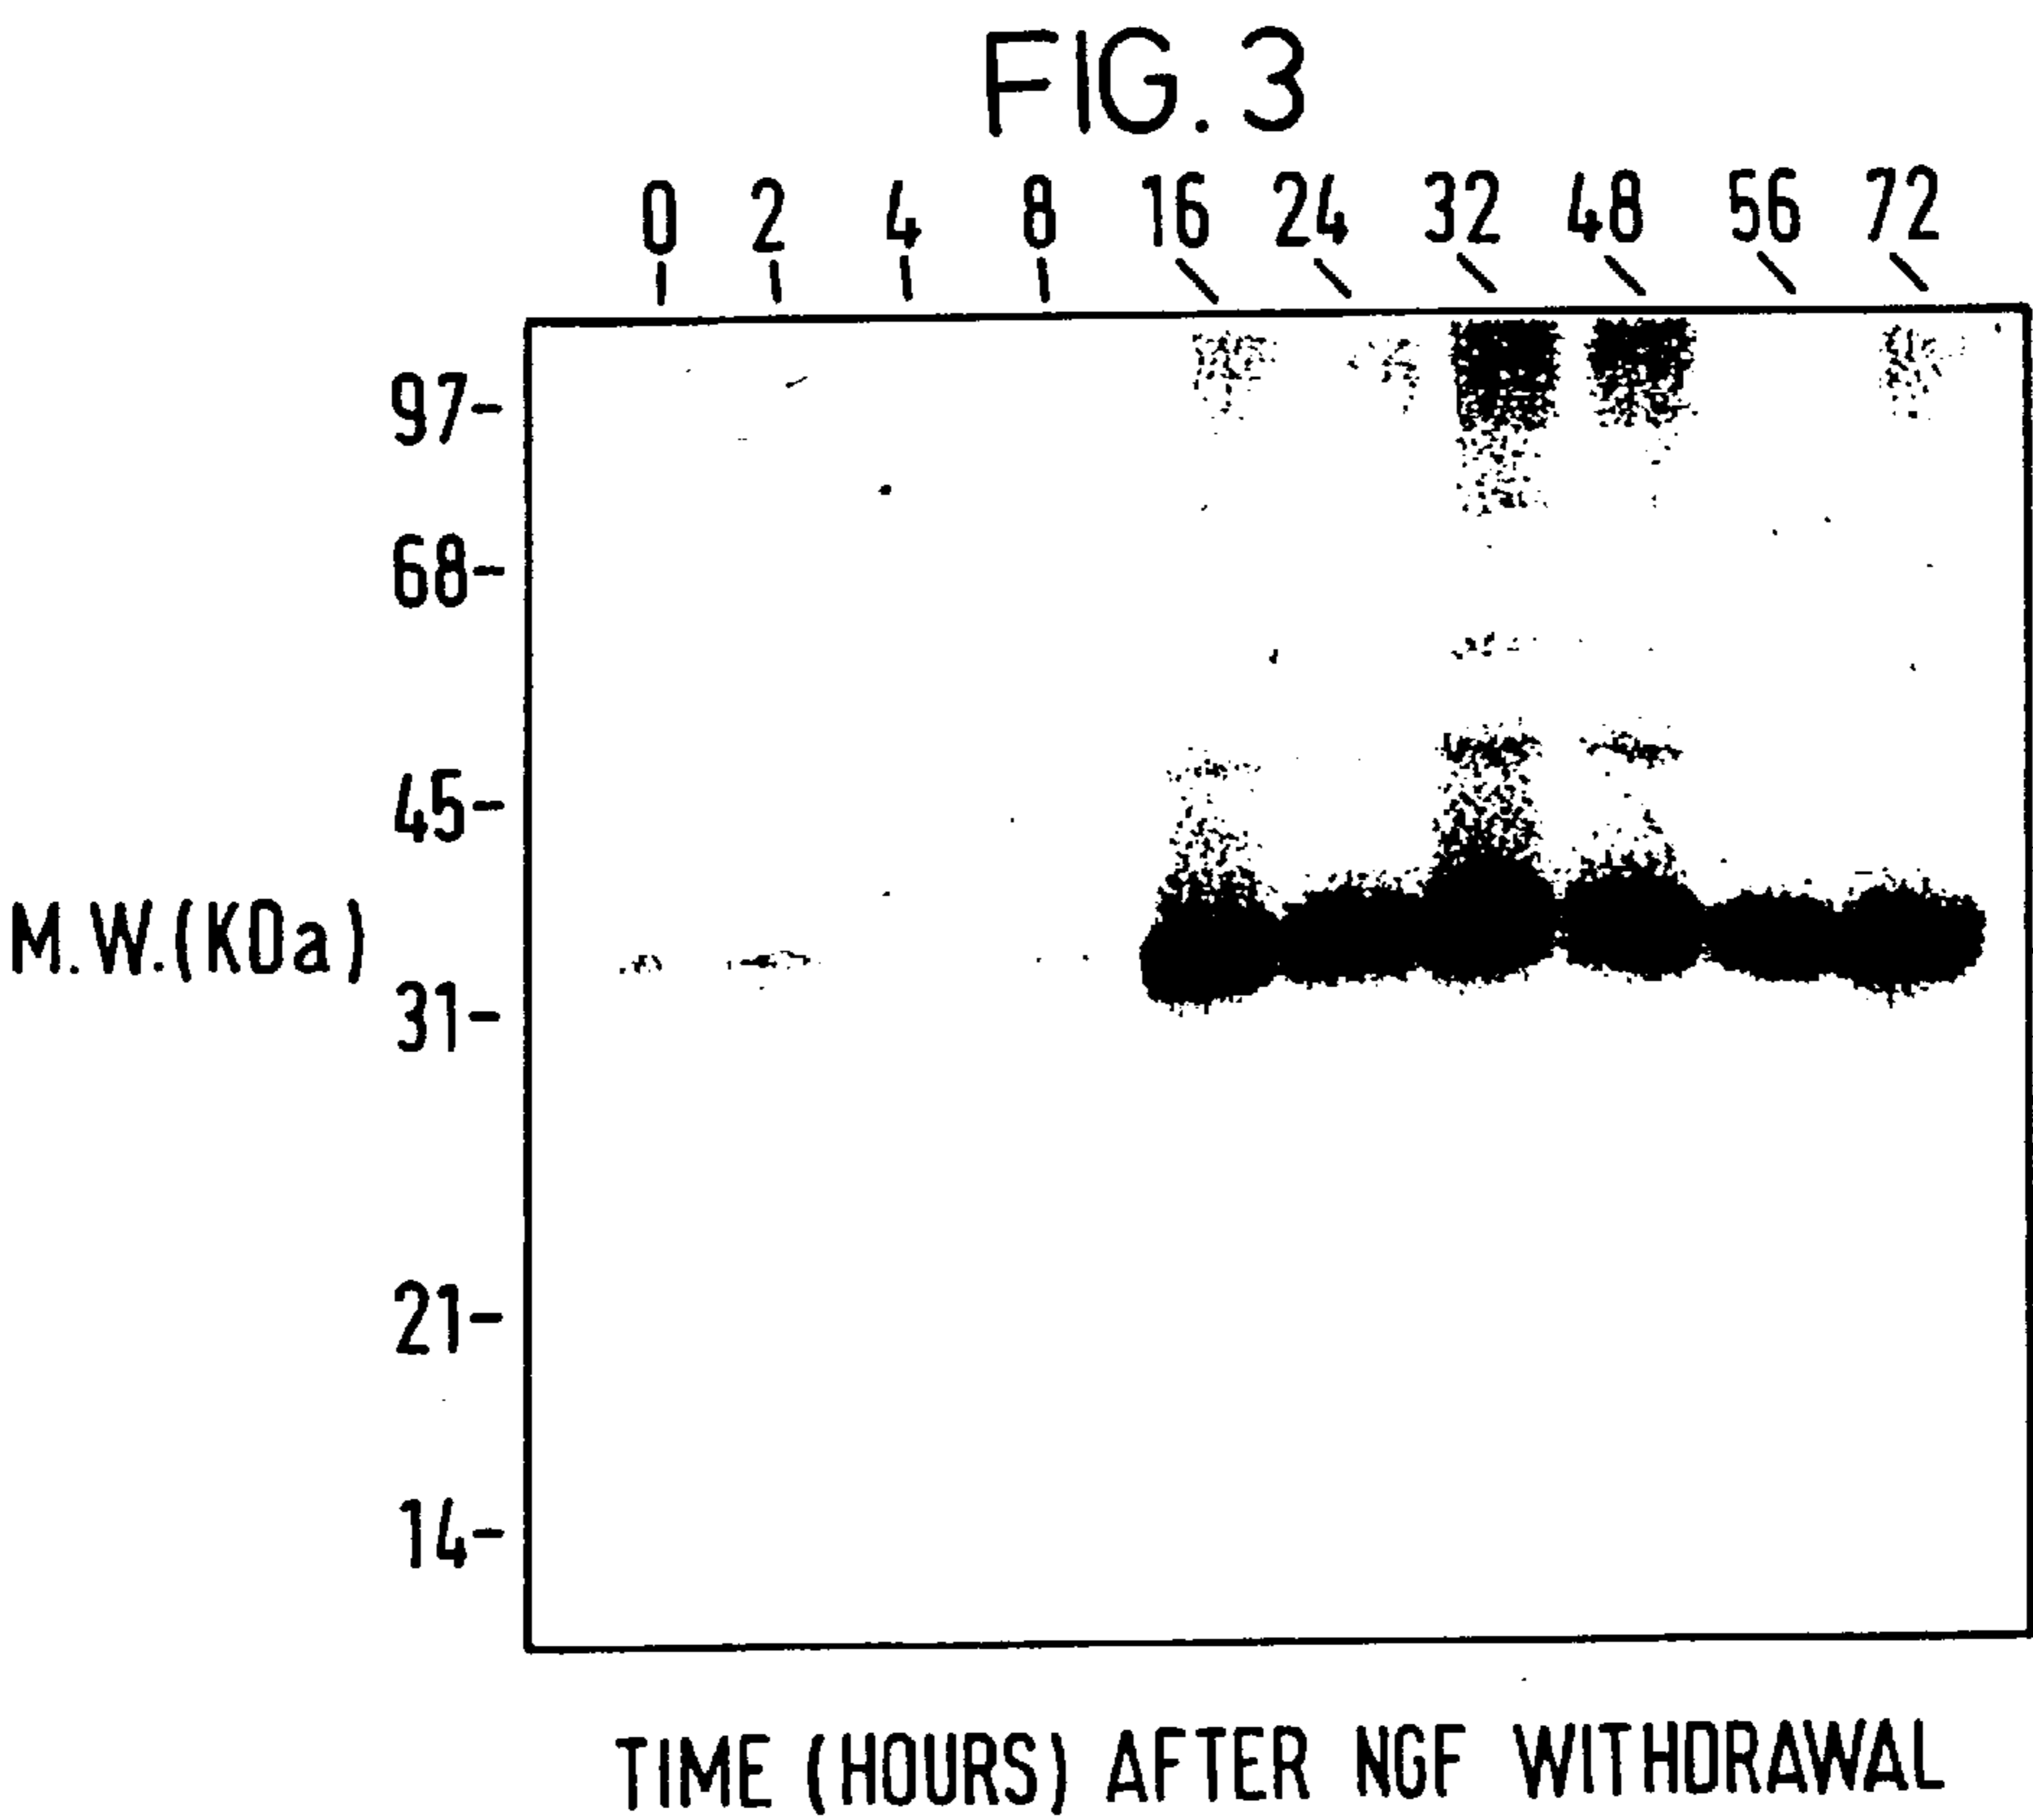 FIG. 3
0 2 4 8 16 24 32 48 56 72
97-
68-
45-
M.W.(KDa)
31-
21-
14-
TIME (HOURS) AFTER NGF WITHDRAWAL